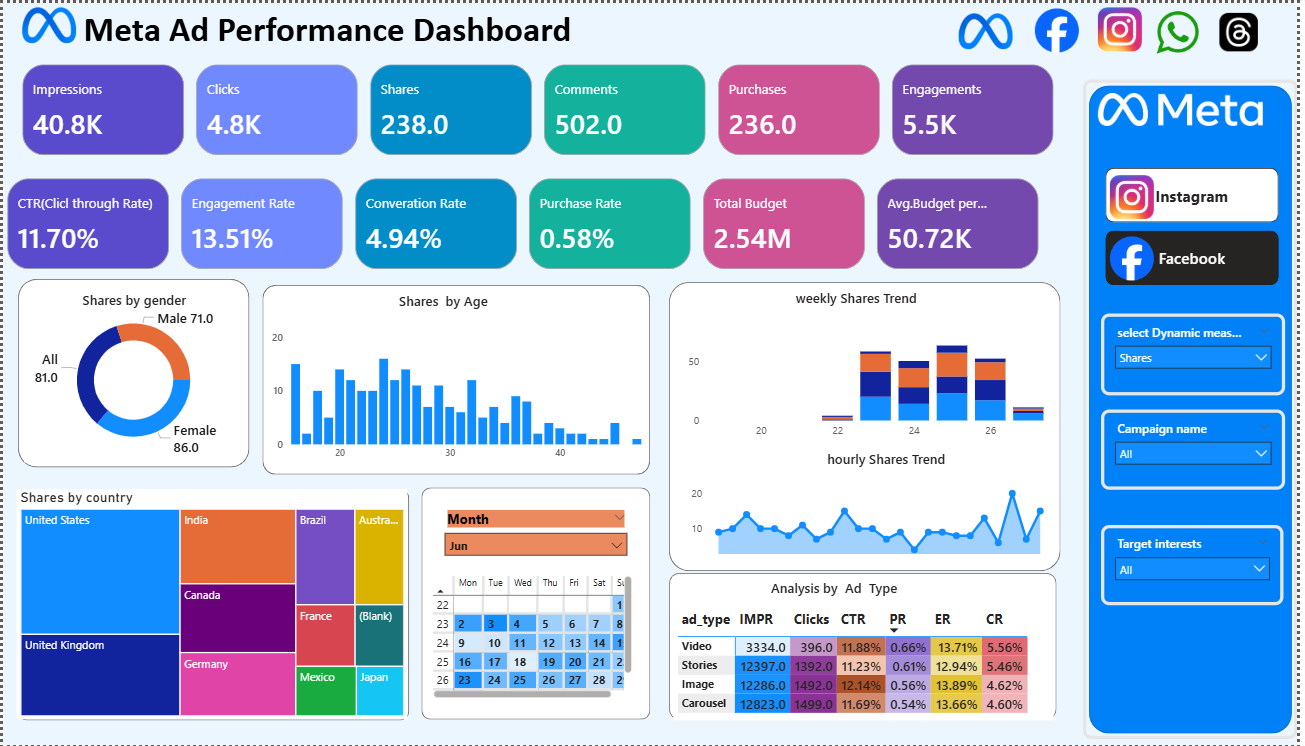 Meta Ad Performance Dashboard
Impressions
40.8K
Clicks
4.8K
Shares
238.0
Comments
502.0
Purchases
236.0
Engagements
5.5K
CTR(Clicl through Rate)
11.70%
Engagement Rate
13.51%
Converation Rate
4.94%
Purchase Rate
0.58%
Total Budget
2.54M
Avg.Budget per...
50.72K
Meta
Instagram
Facebook
select Dynamic meas...
Shares
Campaign name
All
Target interests
All
Shares by gender
Male 71.0
All
81.0
Female
86.0
Shares by Age
20
10
0
20 30 40
weekly Shares Trend
50
0
20 22 24 26
hourly Shares Trend
20
10
Shares by country
United States
United Kingdom
India
Canada
Germany
Brazil
France
Mexico
Austra...
(Blank)
Japan
Month
Jun
Mon Tue Wed Thu Fri Sat
22 1
23 2 3 4 5 6 7 8
24 9 10 11 12 13 14
25 16 17 18 19 20 21
26 23 24 25 26 27 28
Analysis by Ad Type
ad_type IMPR Clicks CTR PR ER CR
Video 3334.0 396.0 11.88% 0.66% 13.71% 5.56%
Stories 12397.0 1392.0 11.23% 0.61% 12.94% 5.46%
Image 12286.0 1492.0 12.14% 0.56% 13.89% 4.62%
Carousel 12823.0 1499.0 11.69% 0.54% 13.66% 4.60%